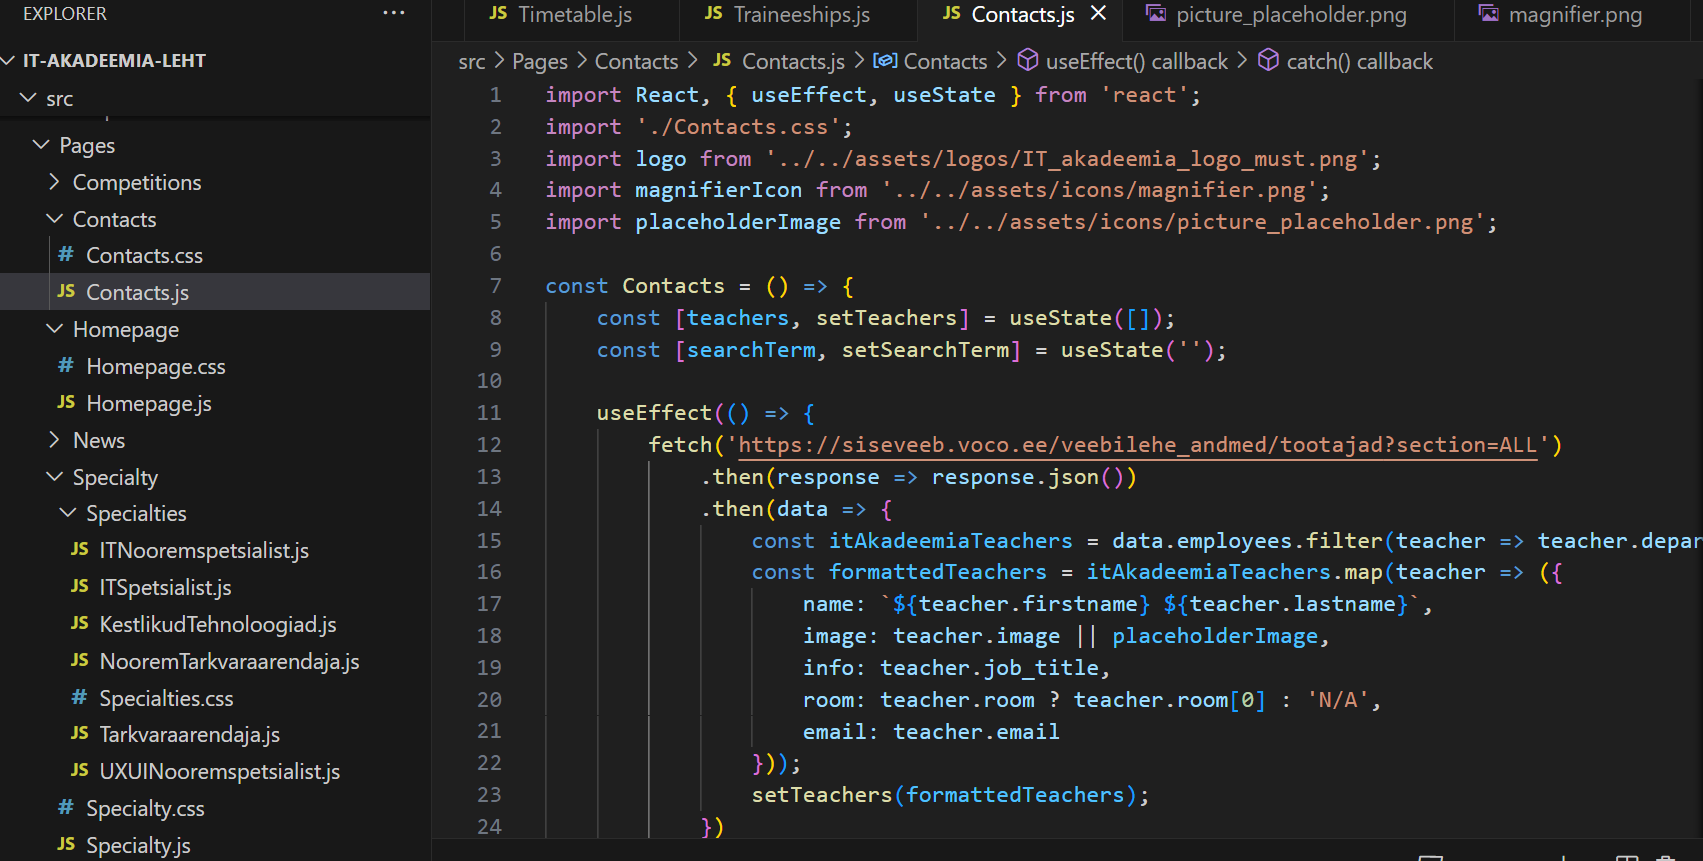 EXPLORER
IT-AKADEEMIA-LEHT
src
Pages
Competitions
Contacts
# Contacts.css
JS Contacts.js
Homepage
# Homepage.css
JS Homepage.js
News
Specialty
Specialties
JS ITNooremspetsialist.js
JS ITSpetsialist.js
JS KestlikudTehnoloogiad.js
JS NooremTarkvaraarendaja.js
# Specialties.css
JS Tarkvaraarendaja.js
JS UXUINooremspetsialist.js
# Specialty.css
JS Specialty.js
JS Timetable.js JS Traineeships.js JS Contacts.js picture_placeholder.png magnifier.png
src > Pages > Contacts > JS Contacts.js > Contacts > useEffect() callback > catch() callback
1 import React, { useEffect, useState } from 'react';
2 import './Contacts.css';
3 import logo from '../../assets/logos/IT_akadeemia_logo_must.png';
4 import magnifierIcon from '../../assets/icons/magnifier.png';
5 import placeholderImage from '../../assets/icons/picture_placeholder.png';
6
7 const Contacts = () => {
8 const [teachers, setTeachers] = useState([]);
9 const [searchTerm, setSearchTerm] = useState('');
10
11 useEffect(() => {
12 fetch('https://siseveeb.voco.ee/veebilehe_andmed/tootajad?section=ALL')
13 .then(response => response.json())
14 .then(data => {
15 const itAkadeemiaTeachers = data.employees.filter(teacher => teacher.depar
16 const formattedTeachers = itAkadeemiaTeachers.map(teacher => ({
17 name: `${teacher.firstname} ${teacher.lastname}`,
18 image: teacher.image || placeholderImage,
19 info: teacher.job_title,
20 room: teacher.room ? teacher.room[0] : 'N/A',
21 email: teacher.email
22 }));
23 setTeachers(formattedTeachers);
24 })